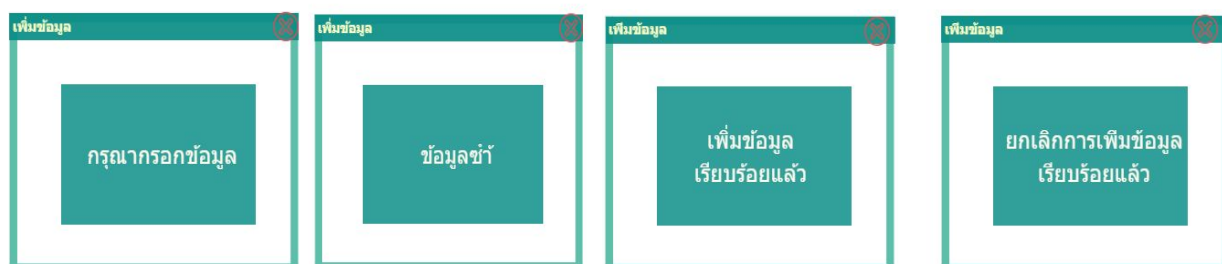 เพิ่มข้อมูล
กรุณากรอกข้อมูล
เพิ่มข้อมูล
ข้อมูลซ้ำ
เพิ่มข้อมูล
เพิ่มข้อมูล
เรียบร้อยแล้ว
เพิ่มข้อมูล
ยกเลิกการเพิ่มข้อมูล
เรียบร้อยแล้ว